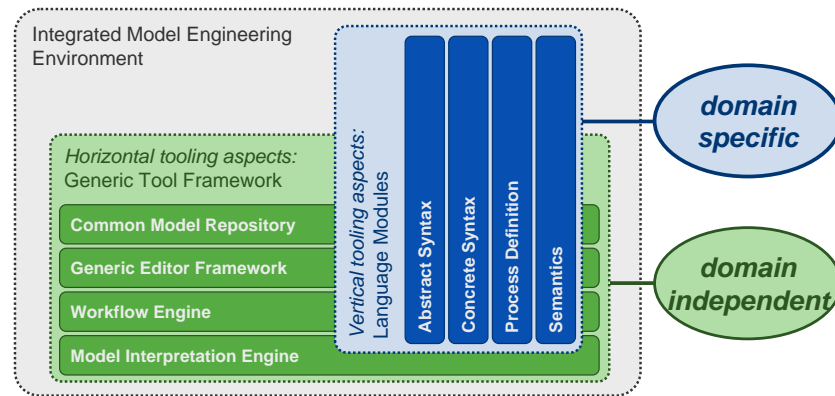 Integrated Model Engineering
Environment
Horizontal tooling aspects:
Generic Tool Framework
Common Model Repository
Generic Editor Framework
Workflow Engine
Model Interpretation Engine
Vertical tooling aspects:
Language Modules
Abstract Syntax
Concrete Syntax
Process Definition
Semantics
domain
specific
domain
independent